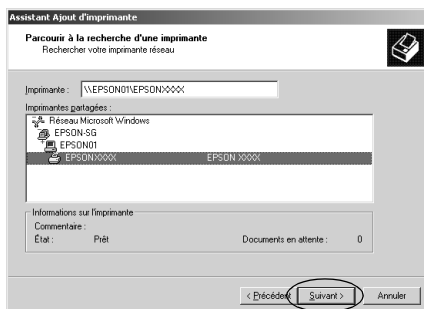 Assistant Ajout d'imprimante
Parcourir à la recherche d'une imprimante
Rechercher votre imprimante réseau
Imprimante : \\EPSON01\EPSONXXXX
Imprimantes partagées :
Réseau Microsoft Windows
EPSON-SG
EPSON01
EPSONXXXX EPSON XXXX
Informations sur l'imprimante
Commentaire :
État : Prêt Documents en attente : 0
< Précédent Suivant > Annuler